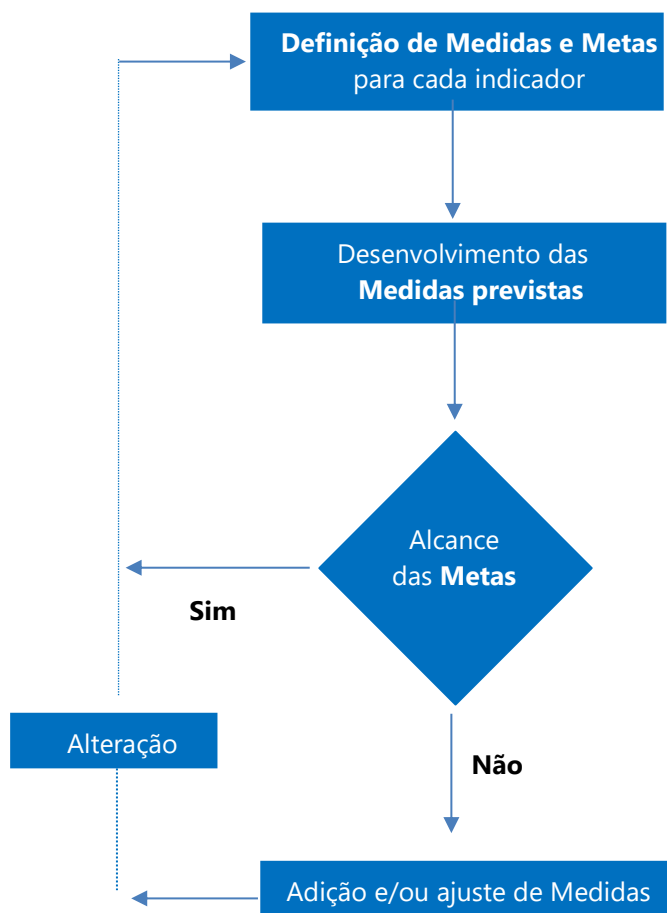 Definição de Medidas e Metas
para cada indicador
Desenvolvimento das
Medidas previstas
Alcance
das Metas
Sim
Alteração
Não
Adição e/ou ajuste de Medidas